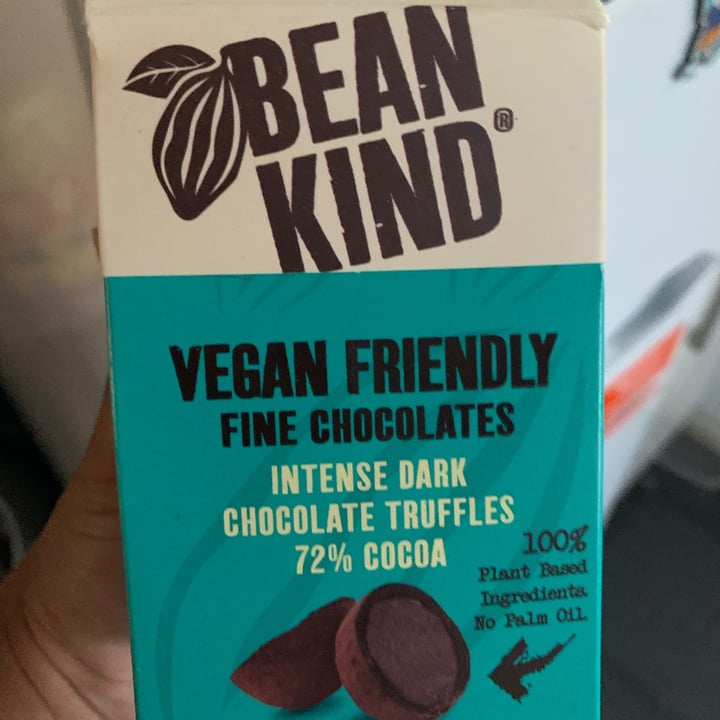 BEAN
KIND®
VEGAN FRIENDLY
FINE CHOCOLATES
INTENSE DARK
CHOCOLATE TRUFFLES
72% COCOA
100%
Plant Based
Ingredients
No Palm Oil